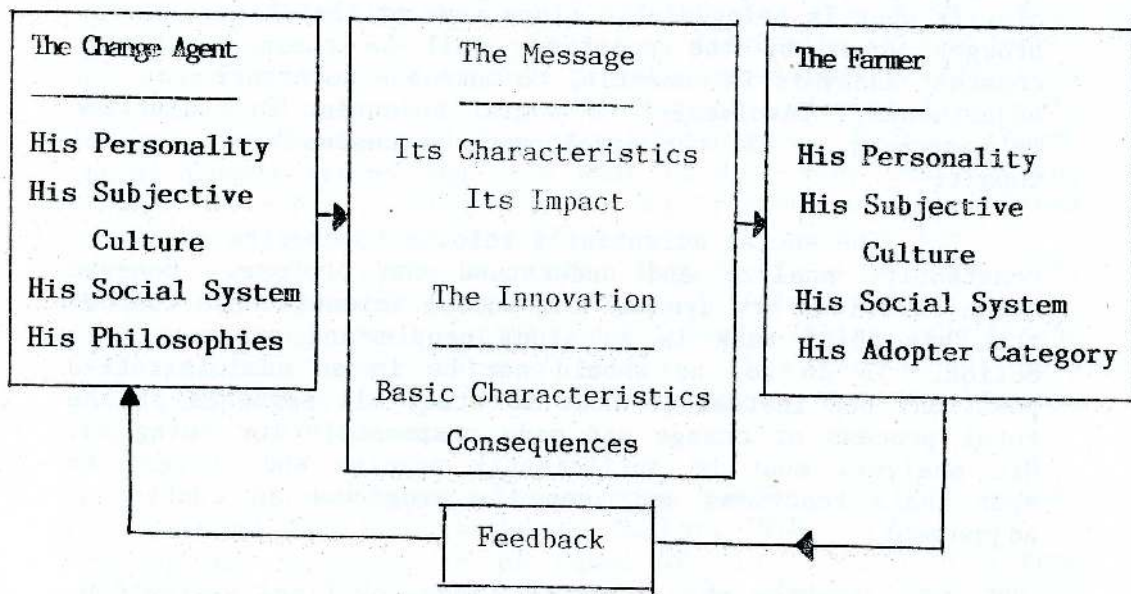 The Change Agent
His Personality
His Subjective
Culture
His Social System
His Philosophies
The Message
Its Characteristics
Its Impact
The Innovation
Basic Characteristics
Consequences
The Farmer
His Personality
His Subjective
Culture
His Social System
His Adopter Category
Feedback